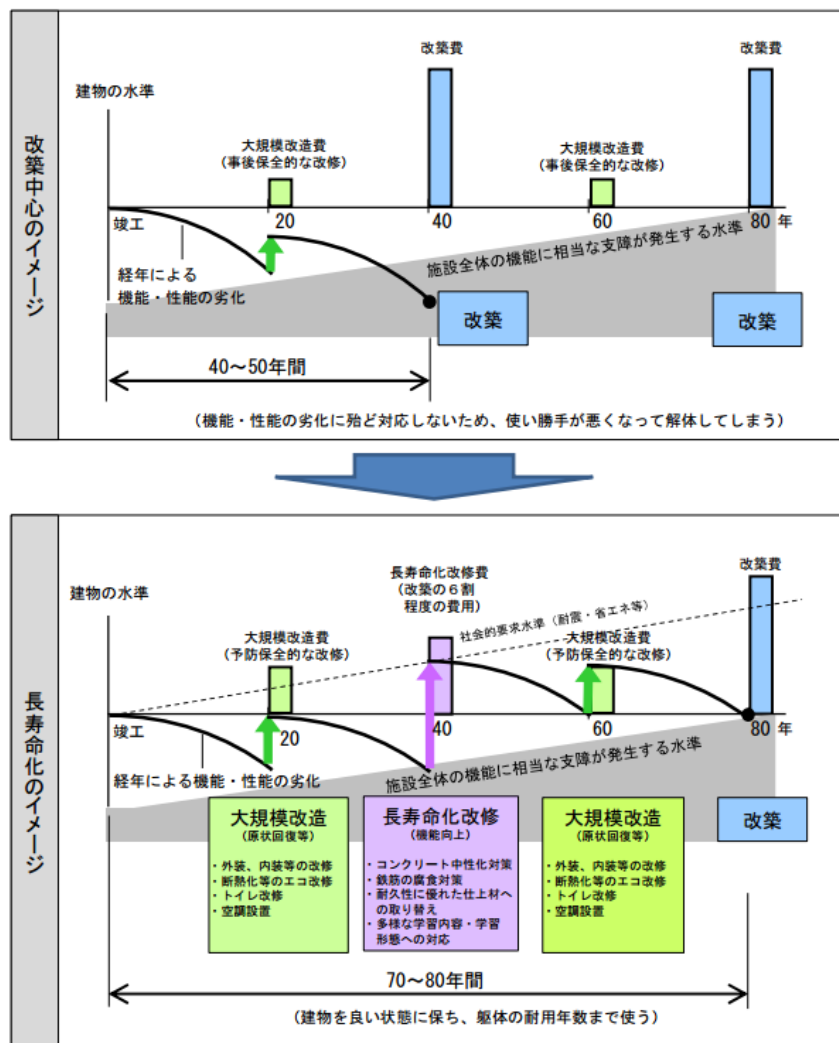 改築中心のイメージ
改築費
改築費
建物の水準
大規模改造費
（事後保全的な改修）
大規模改造費
（事後保全的な改修）
竣工
20
40
60
80 年
経年による
機能・性能の劣化
施設全体の機能に相当な支障が発生する水準
改築
改築
40～50年間
（機能・性能の劣化に殆ど対応しないため、使い勝手が悪くなって解体してしまう）
長寿命化のイメージ
改築費
長寿命化改修費
（改築の６割
程度の費用）
建物の水準
社会的要求水準（耐震・省エネ等）
大規模改造費
（予防保全的な改修）
大規模改造費
（予防保全的な改修）
竣工
20
40
60
80 年
経年による機能・性能の劣化
施設全体の機能に相当な支障が発生する水準
大規模改造
（原状回復等）
・外装、内装等の改修
・断熱化等のエコ改修
・トイレ改修
・空調設置
長寿命化改修
（機能向上）
・コンクリート中性化対策
・鉄筋の腐食対策
・耐久性に優れた仕上材へ
の取り替え
・多様な学習内容・学習
形態への対応
大規模改造
（原状回復等）
・外装、内装等の改修
・断熱化等のエコ改修
・トイレ改修
・空調設置
改築
70～80年間
（建物を良い状態に保ち、躯体の耐用年数まで使う）